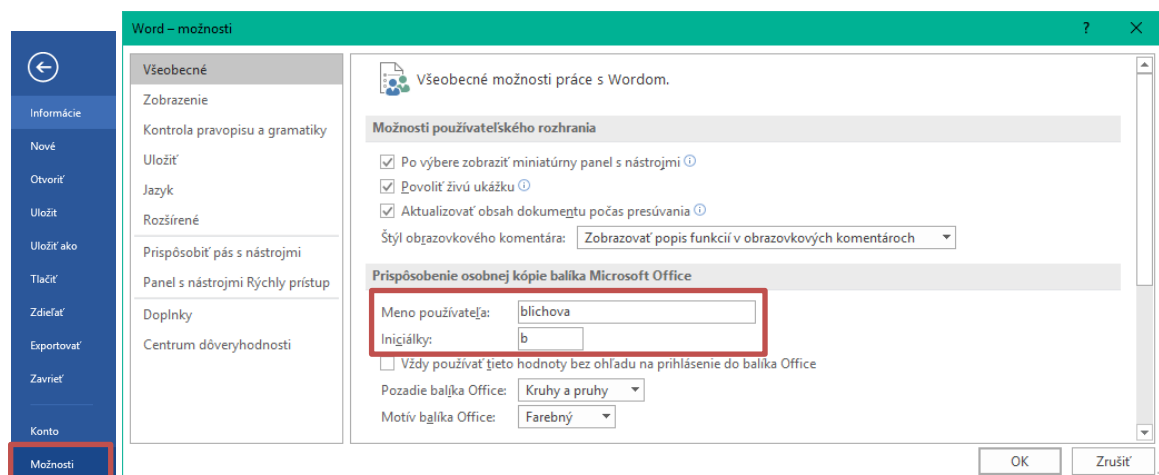 Informácie
Nové
Otvoriť
Uložit
Uložiť ako
Tlačiť
Zdieľať
Exportovať
Zavrieť
Konto
Možnosti
Word – možnosti
?
Všeobecné
Zobrazenie
Kontrola pravopisu a gramatiky
Uložiť
Jazyk
Rozšírené
Prispôsobiť pás s nástrojmi
Panel s nástrojmi Rýchly prístup
Doplnky
Centrum dôveryhodnosti
Všeobecné možnosti práce s Wordom.
Možnosti používateľského rozhrania
Po výbere zobraziť miniatúrny panel s nástrojmi
Povoliť živú ukážku
Aktualizovať obsah dokumentu počas presúvania
Štýl obrazovkového komentára: Zobrazovať popis funkcií v obrazovkových komentároch
Prispôsobenie osobnej kópie balíka Microsoft Office
Meno používateľa: blichova
Iniciálky: b
Vždy používať tieto hodnoty bez ohľadu na prihlásenie do balíka Office
Pozadie balíka Office: Kruhy a pruhy
Motív balíka Office: Farebný
OK Zrušiť